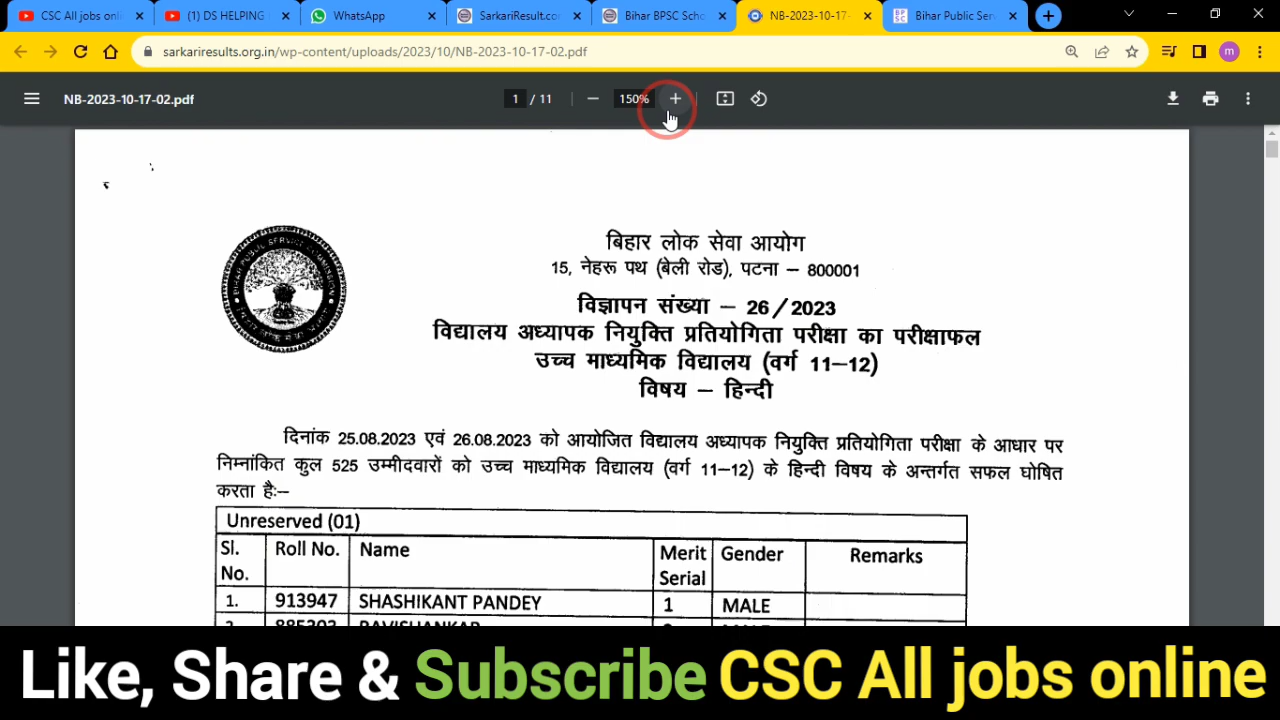 CSC All jobs onli
(1) DS HELPING
WhatsApp
SarkariResult.com
Bihar BPSC Scho
NB-2023-10-17-
Bihar Public Ser
sarkariresults.org.in/wp-content/uploads/2023/10/NB-2023-10-17-02.pdf
m
NB-2023-10-17-02.pdf
1 / 11
150%
बिहार लोक सेवा आयोग
15, नेहरू पथ (बेली रोड), पटना – 800001
विज्ञापन संख्या – 26/2023
विद्यालय अध्यापक नियुक्ति प्रतियोगिता परीक्षा का परीक्षाफल
उच्च माध्यमिक विद्यालय (वर्ग 11–12)
विषय – हिन्दी
दिनांक 25.08.2023 एवं 26.08.2023 को आयोजित विद्यालय अध्यापक नियुक्ति प्रतियोगिता परीक्षा के आधार पर
निम्नांकित कुल 525 उम्मीदवारों को उच्च माध्यमिक विद्यालय (वर्ग 11–12) के हिन्दी विषय के अन्तर्गत सफल घोषित
करता है:–
Unreserved (01)
Sl. No. Roll No. Name Merit Serial Gender Remarks
1. 913947 SHASHIKANT PANDEY 1 MALE
Like, Share & Subscribe CSC All jobs online